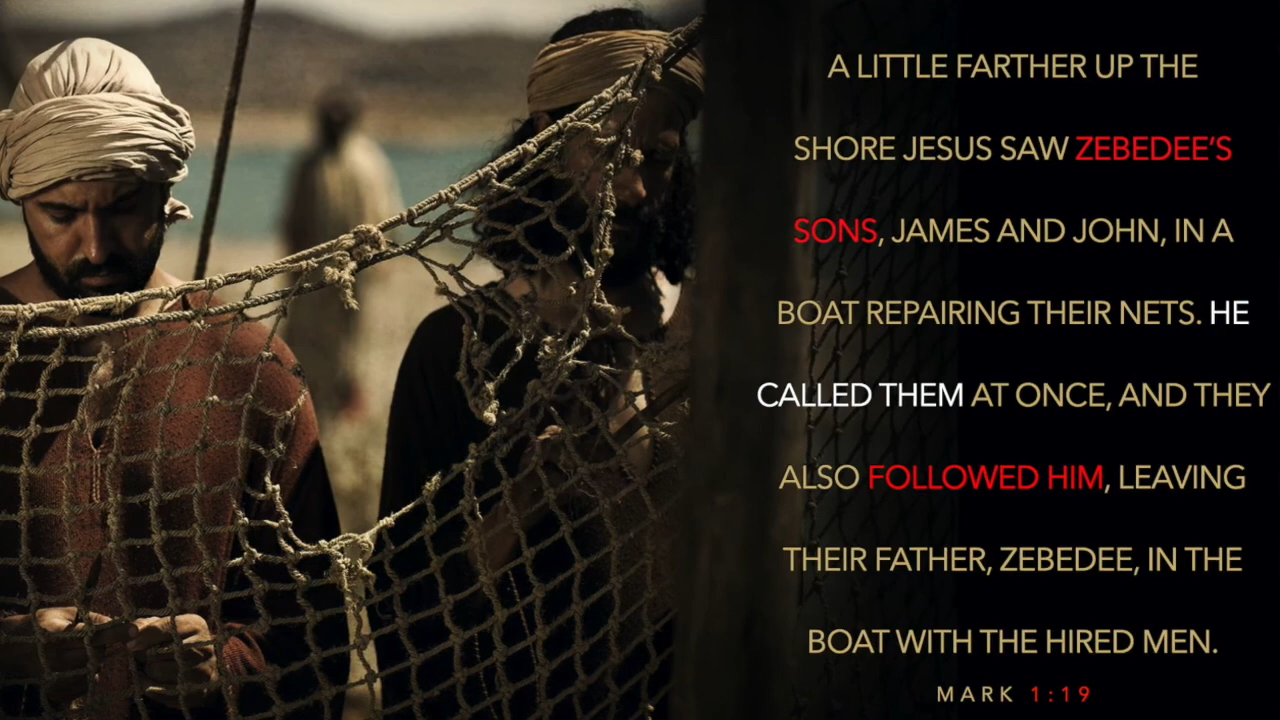 A LITTLE FARTHER UP THE
SHORE JESUS SAW ZEBEDEE'S
SONS, JAMES AND JOHN, IN A
BOAT REPAIRING THEIR NETS. HE
CALLED THEM AT ONCE, AND THEY
ALSO FOLLOWED HIM, LEAVING
THEIR FATHER, ZEBEDEE, IN THE
BOAT WITH THE HIRED MEN.
MARK 1:19